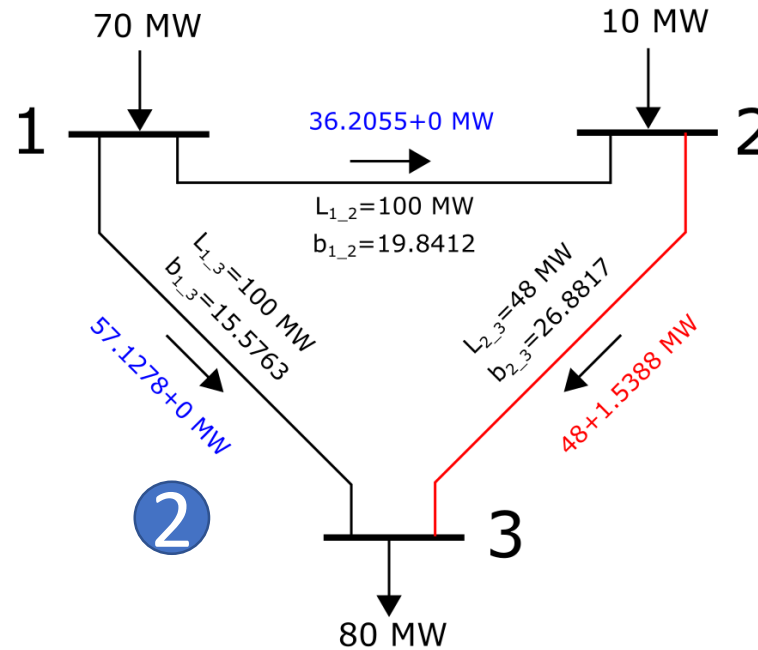 70 MW
10 MW
1
2
36.2055+0 MW
L1_2=100 MW
b1_2=19.8412
L1_3=100 MW
b1_3=15.5763
57.1278+0 MW
L2_3=48 MW
b2_3=26.8817
48+1.5388 MW
2
3
80 MW